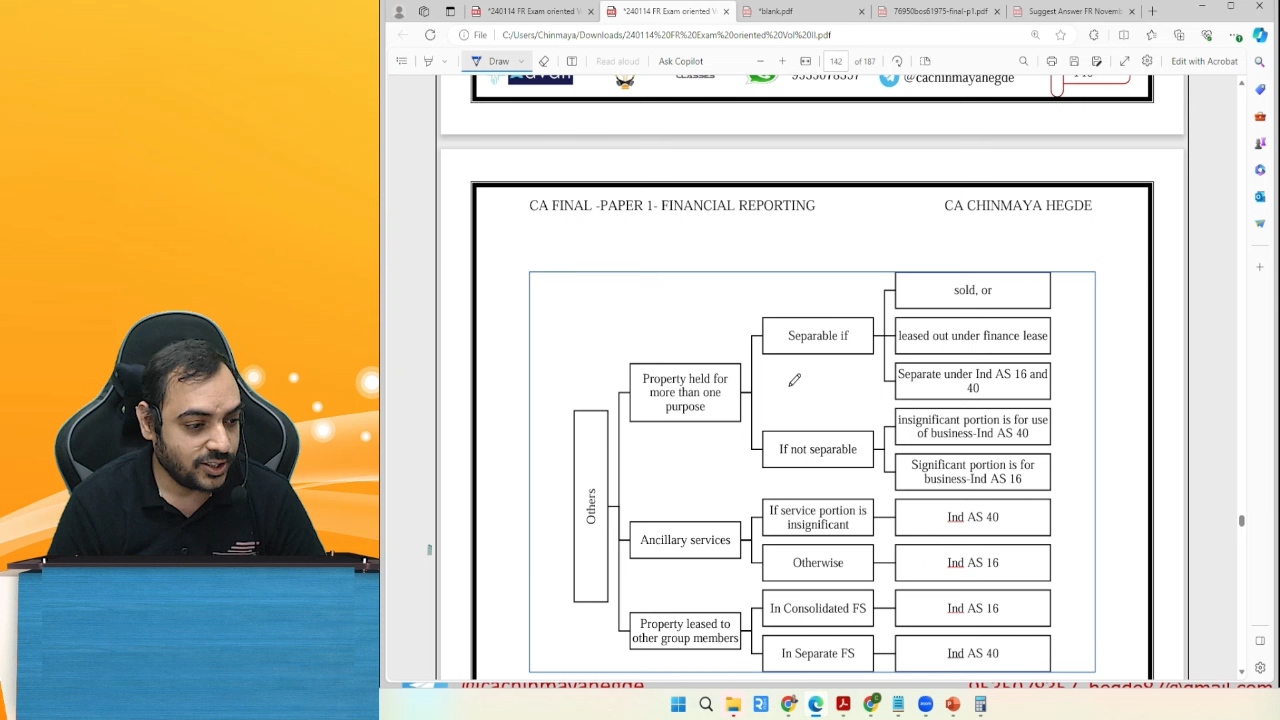 *240114 FR Exam oriented V
*240114 FR Exam oriented Ve
*blank.pdf
76950bos61975-final-p1.pdf
Suggest Answer FR Novemb
File
C:/Users/Chinmaya/Downloads/240114%20FR%20Exam%20oriented%20Vol%20II.pdf
Draw
Read aloud
Ask Copilot
142 of 187
Edit with Acrobat
CLASSES
9535078357
@cachinmayahegde
CA FINAL -PAPER 1- FINANCIAL REPORTING
CA CHINMAYA HEGDE
Others
Property held for
more than one
purpose
Separable if
sold, or
leased out under finance lease
Separate under Ind AS 16 and
40
If not separable
insignificant portion is for use
of business-Ind AS 40
Significant portion is for
business-Ind AS 16
Ancillary services
If service portion is
insignificant
Ind AS 40
Otherwise
Ind AS 16
Property leased to
other group members
In Consolidated FS
Ind AS 16
In Separate FS
Ind AS 40
@cachinmayahegde